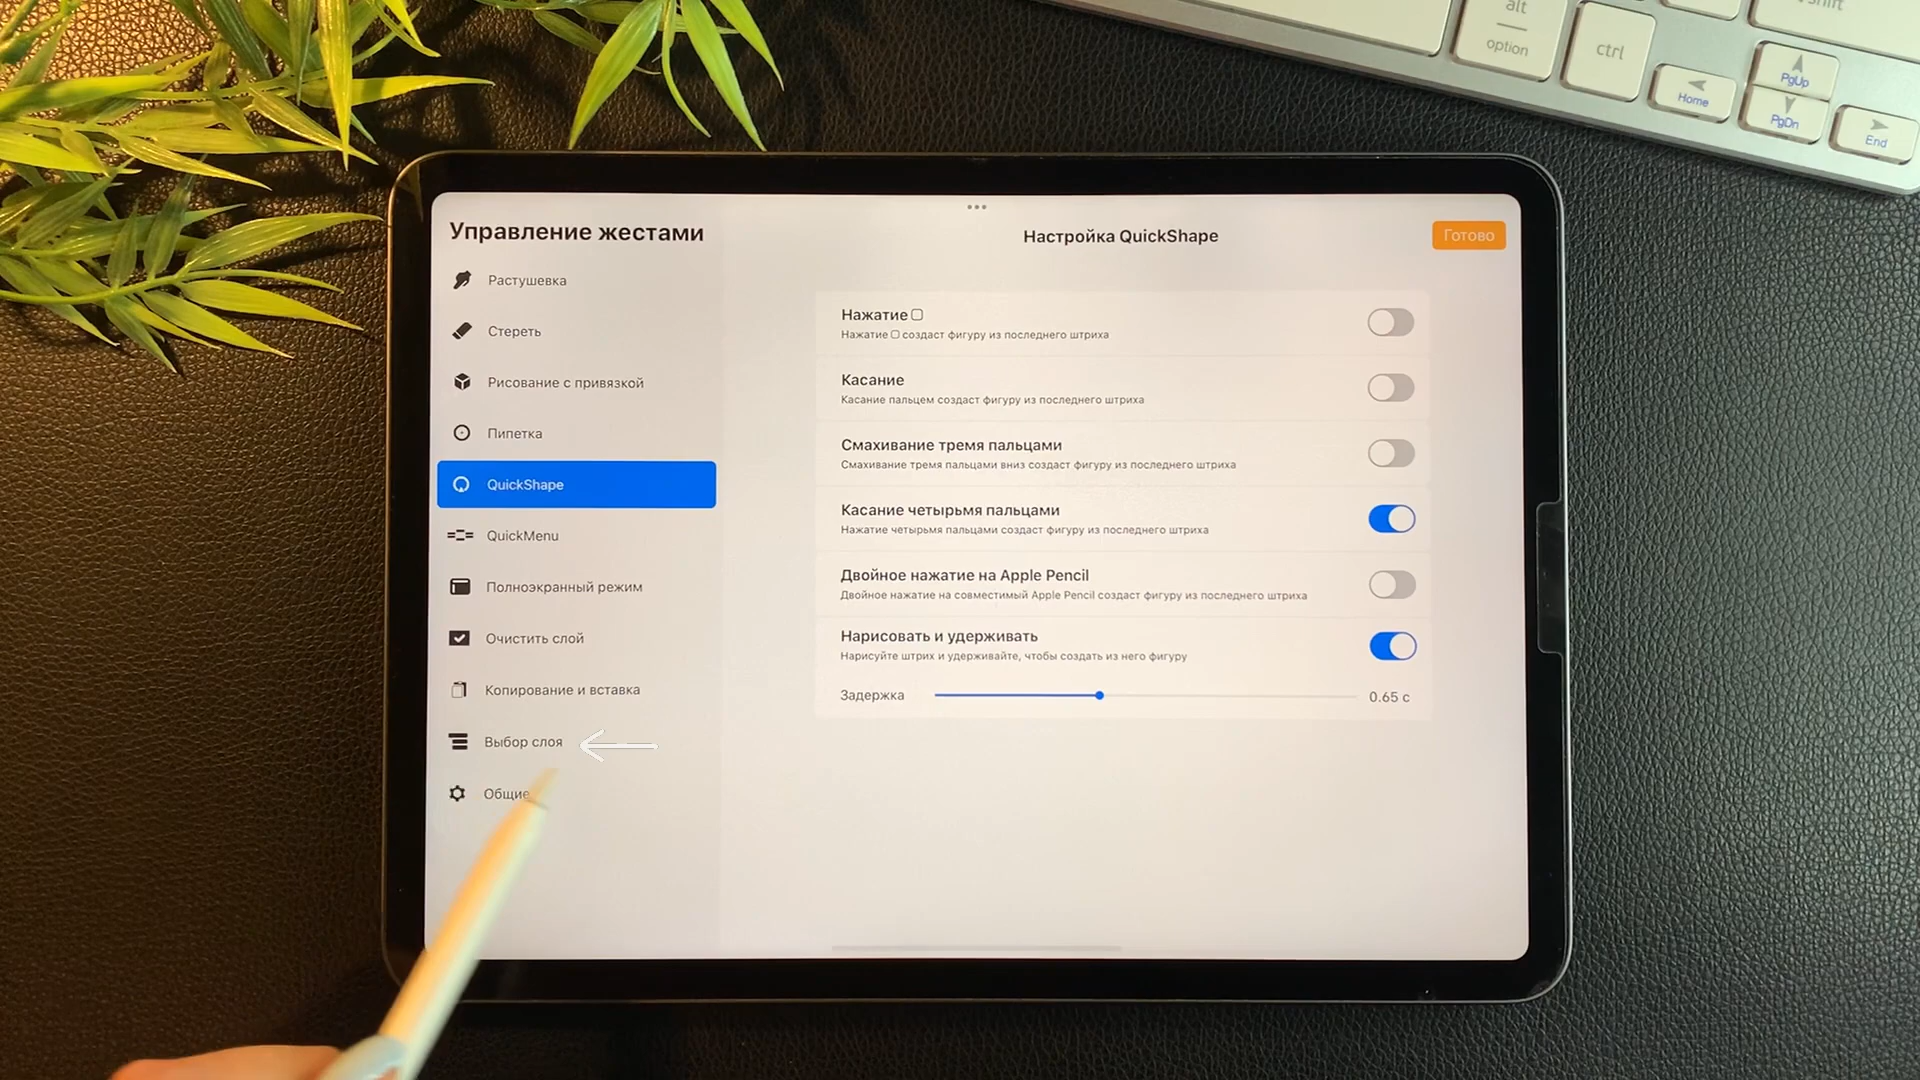 alt
option
ctrl
shift
Home
PgUp
PgDn
End
Управление жестами
Растушевка
Стереть
Рисование с привязкой
Пипетка
QuickShape
QuickMenu
Полноэкранный режим
Очистить слой
Копирование и вставка
Выбор слоя
Общие
Настройка QuickShape
Готово
Нажатие
Нажатие создаст фигуру из последнего штриха
Касание
Касание пальцем создаст фигуру из последнего штриха
Смахивание тремя пальцами
Смахивание тремя пальцами вниз создаст фигуру из последнего штриха
Касание четырьмя пальцами
Нажатие четырьмя пальцами создаст фигуру из последнего штриха
Двойное нажатие на Apple Pencil
Двойное нажатие на совместимый Apple Pencil создаст фигуру из последнего штриха
Нарисовать и удерживать
Нарисуйте штрих и удерживайте, чтобы создать из него фигуру
Задержка 0.65 с